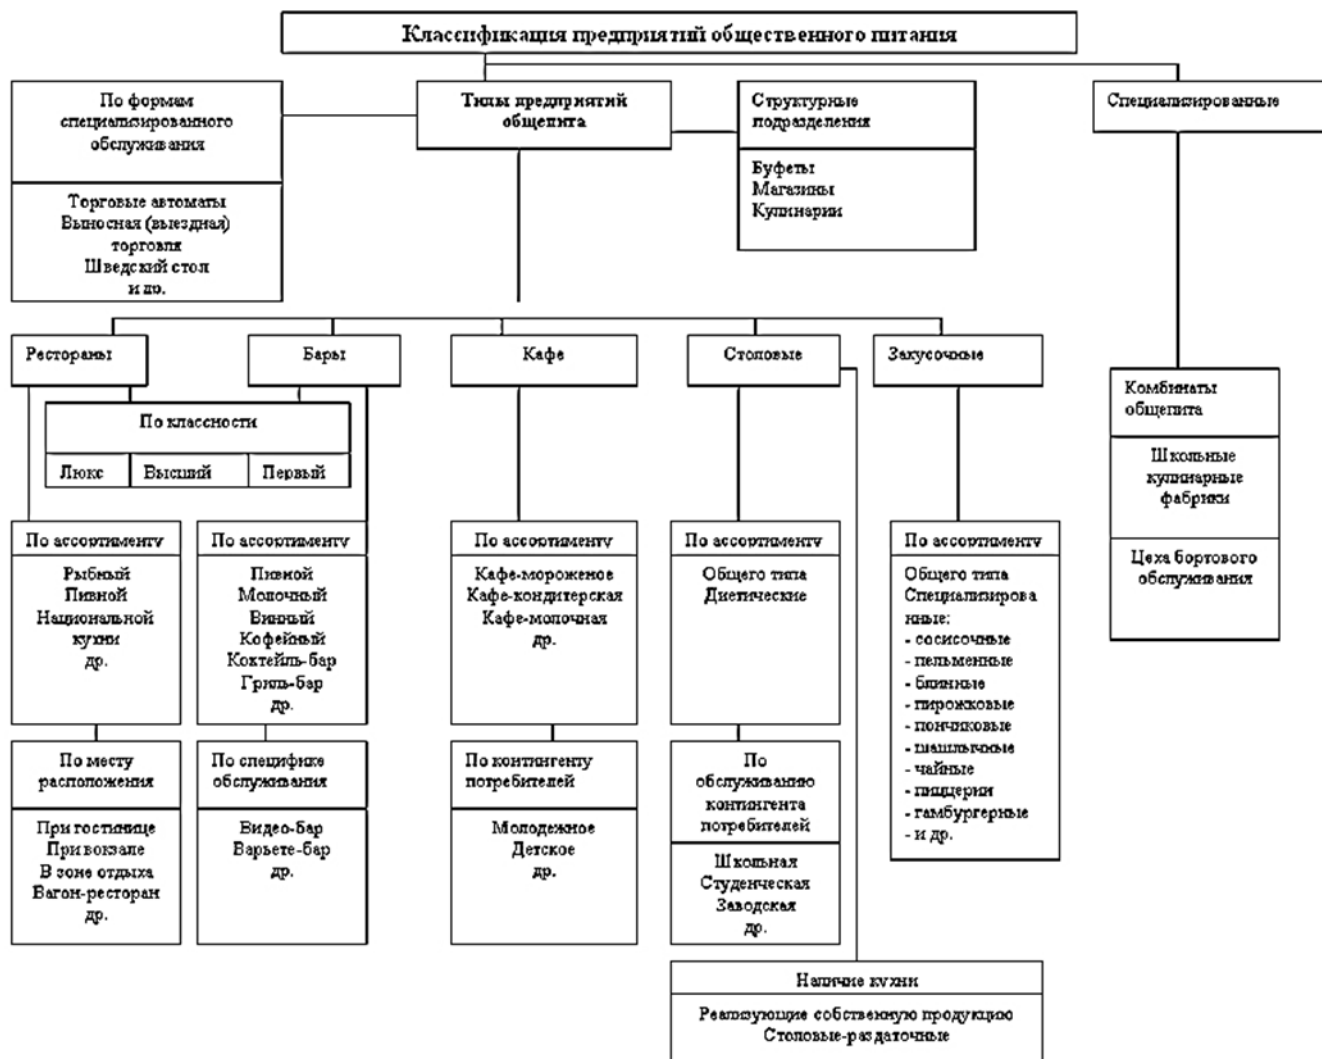 Классификация предприятий общественного питания
По формам
специализированного
обслуживания
Торговые автоматы
Выносная (выездная)
торговля
Шведский стол
и др.
Типы предприятий
общепита
Структурные
подразделения
Буфеты
Магазины
Кулинарии
Специализированные
Рестораны
Бары
Кафе
Столовые
Закусочные
По классности
Люкс
Высший
Первый
Комбинаты
общепита
Школьные
кулинарные
фабрики
Цеха бортового
обслуживания
По ассортименту
Рыбный
Пивной
Национальной
кухни
др.
По ассортименту
Пивной
Молочный
Винный
Кофейный
Коктейль-бар
Гриль-бар
др.
По ассортименту
Кафе-мороженое
Кафе-кондитерская
Кафе-молочная
др.
По ассортименту
Общего типа
Диетические
По ассортименту
Общего типа
Специализирова
нные:
- сосисочные
- пельменные
- блинные
- пирожковые
- пончиковые
- шашлычные
- чайные
- пиццерии
- гамбургерные
- и др.
По месту
расположения
При гостинице
При вокзале
В зоне отдыха
Вагон-ресторан
др.
По специфике
обслуживания
Видео-бар
Варьете-бар
др.
По контингенту
потребителей
Молодежное
Детское
др.
По
обслуживанию
контингента
потребителей
Школьная
Студенческая
Заводская
др.
Наличие кухни
Реализующие собственную продукцию
Столовые-раздаточные